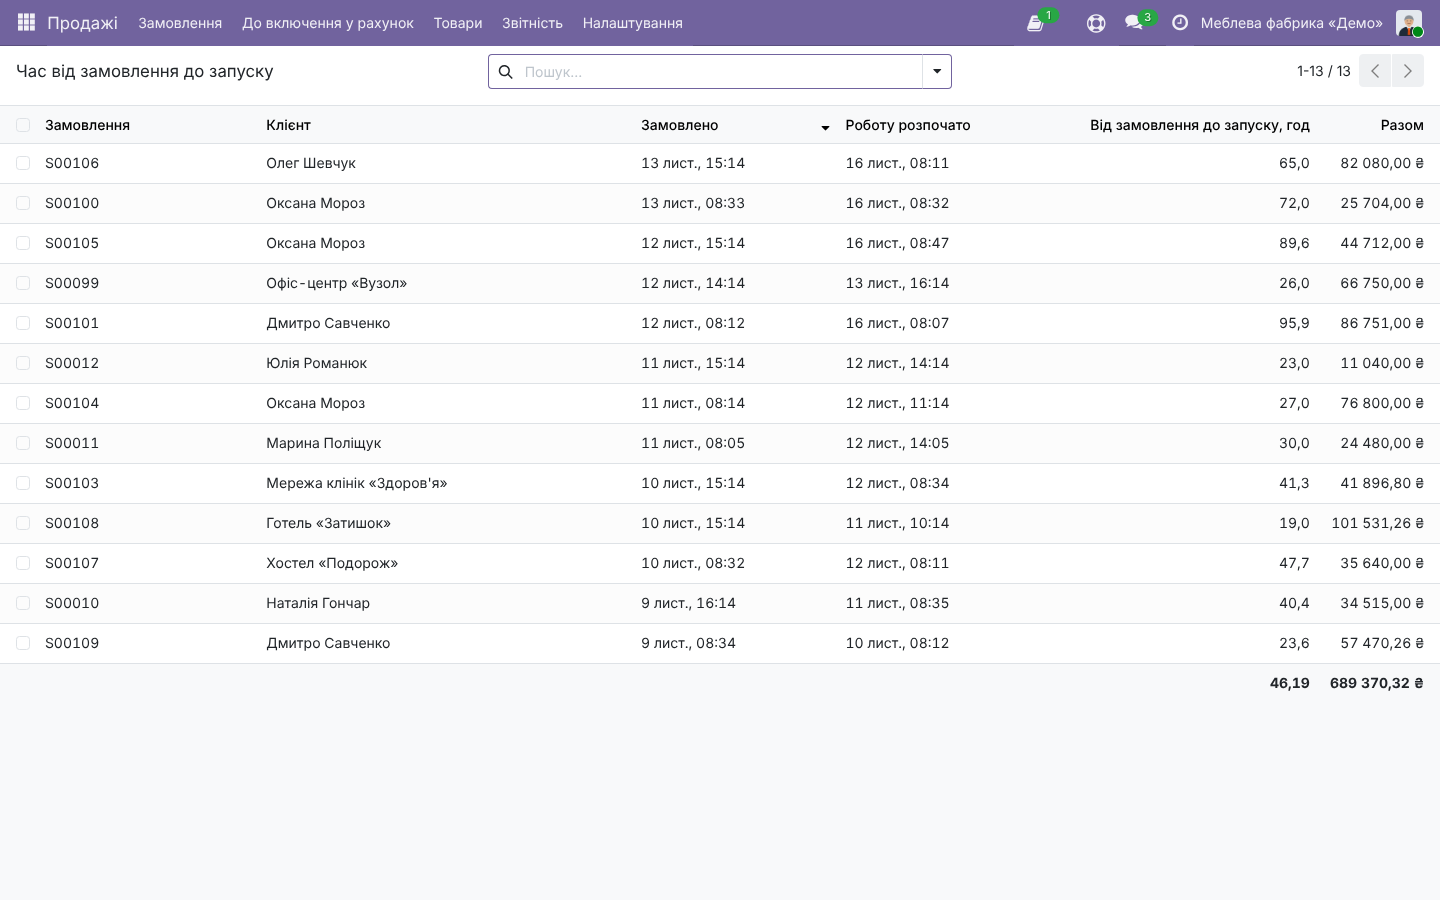 Продажі Замовлення До включення у рахунок Товари Звітність Налаштування 1 3 Меблева фабрика «Демо»
Час від замовлення до запуску Пошук... 1-13 / 13
Замовлення Клієнт Замовлено Роботу розпочато Від замовлення до запуску, год Разом
S00106 Олег Шевчук 13 лист., 15:14 16 лист., 08:11 65,0 82 080,00 ₴
S00100 Оксана Мороз 13 лист., 08:33 16 лист., 08:32 72,0 25 704,00 ₴
S00105 Оксана Мороз 12 лист., 15:14 16 лист., 08:47 89,6 44 712,00 ₴
S00099 Офіс-центр «Вузол» 12 лист., 14:14 13 лист., 16:14 26,0 66 750,00 ₴
S00101 Дмитро Савченко 12 лист., 08:12 16 лист., 08:07 95,9 86 751,00 ₴
S00012 Юлія Романюк 11 лист., 15:14 12 лист., 14:14 23,0 11 040,00 ₴
S00104 Оксана Мороз 11 лист., 08:14 12 лист., 11:14 27,0 76 800,00 ₴
S00011 Марина Поліщук 11 лист., 08:05 12 лист., 14:05 30,0 24 480,00 ₴
S00103 Мережа клінік «Здоров'я» 10 лист., 15:14 12 лист., 08:34 41,3 41 896,80 ₴
S00108 Готель «Затишок» 10 лист., 15:14 11 лист., 10:14 19,0 101 531,26 ₴
S00107 Хостел «Подорож» 10 лист., 08:32 12 лист., 08:11 47,7 35 640,00 ₴
S00010 Наталія Гончар 9 лист., 16:14 11 лист., 08:35 40,4 34 515,00 ₴
S00109 Дмитро Савченко 9 лист., 08:34 10 лист., 08:12 23,6 57 470,26 ₴
46,19 689 370,32 ₴